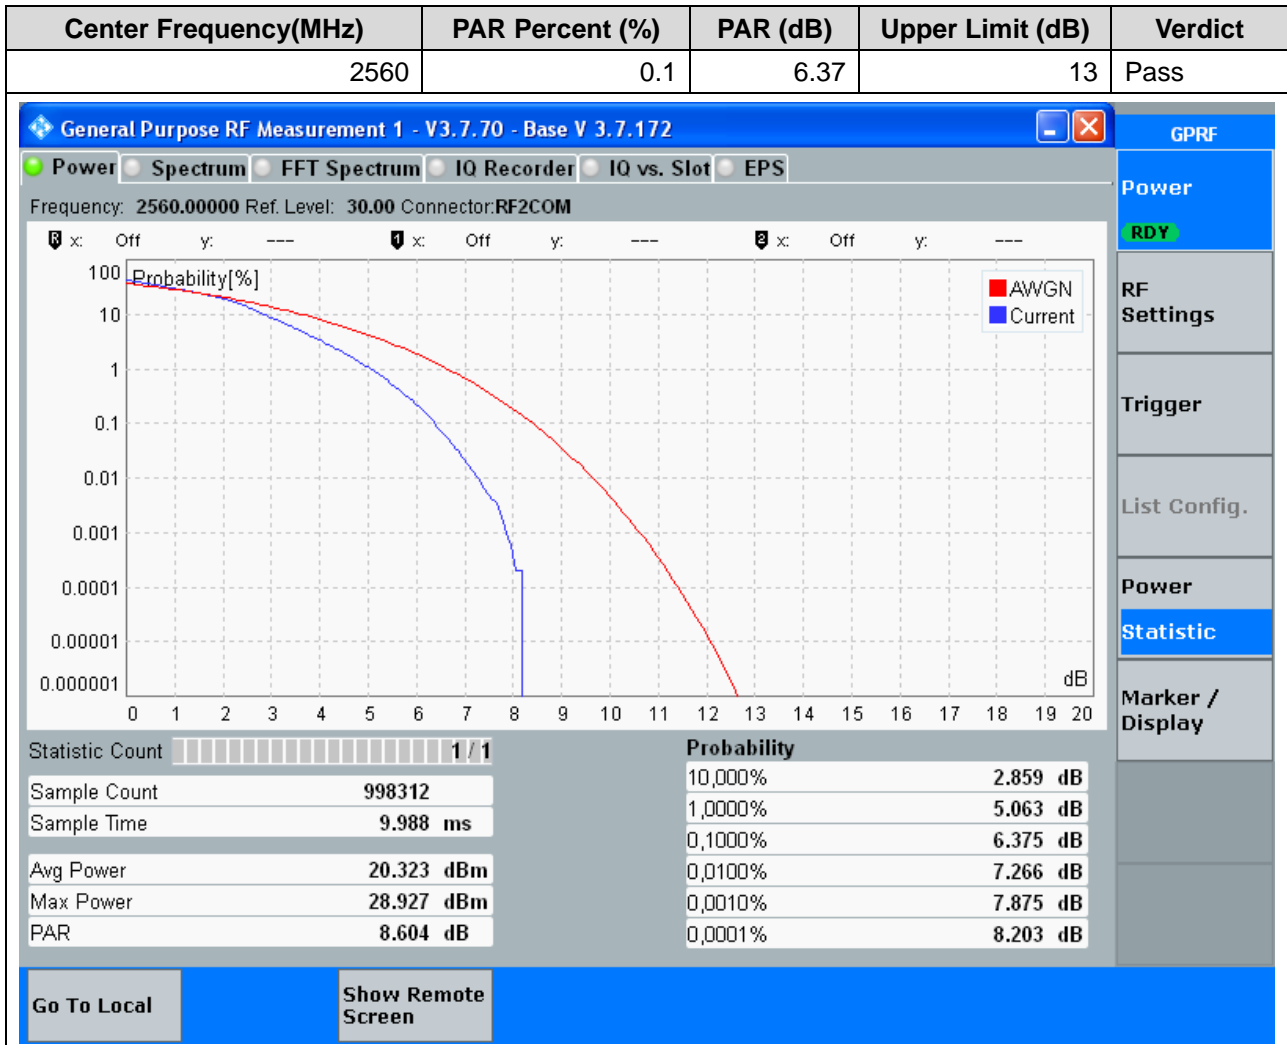 Center Frequency(MHz) PAR Percent (%) PAR (dB) Upper Limit (dB) Verdict
2560 0.1 6.37 13 Pass
General Purpose RF Measurement 1 - V3.7.70 - Base V 3.7.172
GPRF
Power Spectrum FFT Spectrum IQ Recorder IQ vs. Slot EPS
Power
RDY
Frequency: 2560.00000 Ref. Level: 30.00 Connector:RF2COM
R x: Off y: --- 1 x: Off y: --- 2 x: Off y: ---
Probability[%]
AWGN
Current
100
10
1
0.1
0.01
0.001
0.0001
0.00001
0.000001
dB
0 1 2 3 4 5 6 7 8 9 10 11 12 13 14 15 16 17 18 19 20
RF
Settings
Trigger
List Config.
Power
Statistic
Marker /
Display
Statistic Count 1 / 1
Sample Count 998312
Sample Time 9.988 ms
Avg Power 20.323 dBm
Max Power 28.927 dBm
PAR 8.604 dB
Probability
10,000% 2.859 dB
1,0000% 5.063 dB
0,1000% 6.375 dB
0,0100% 7.266 dB
0,0010% 7.875 dB
0,0001% 8.203 dB
Go To Local
Show Remote
Screen